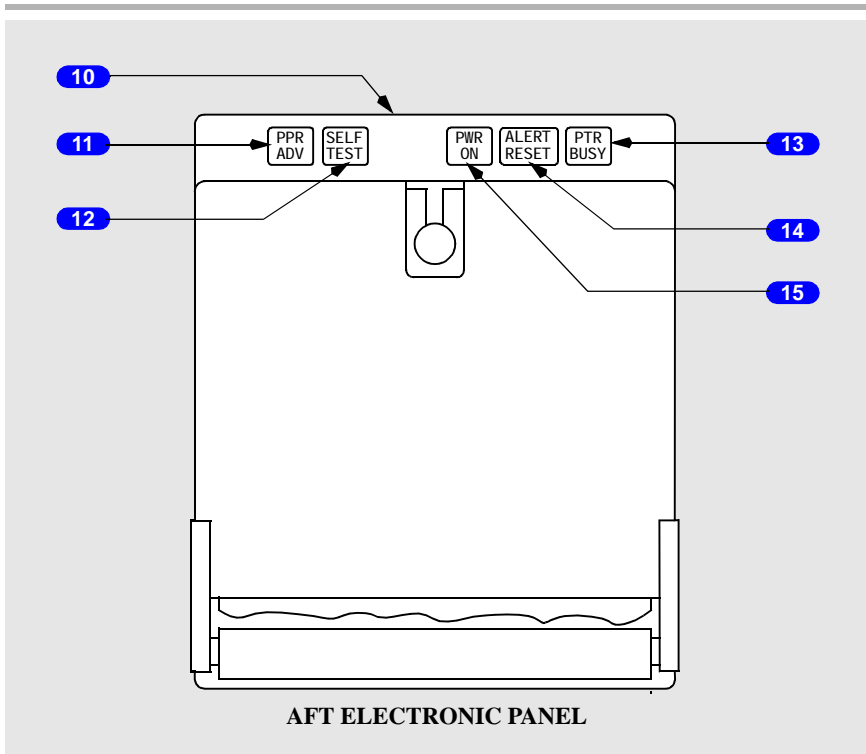 10
11
PPR
ADV
SELF
TEST
PWR
ON
ALERT
RESET
PTR
BUSY
13
12
14
15
AFT ELECTRONIC PANEL